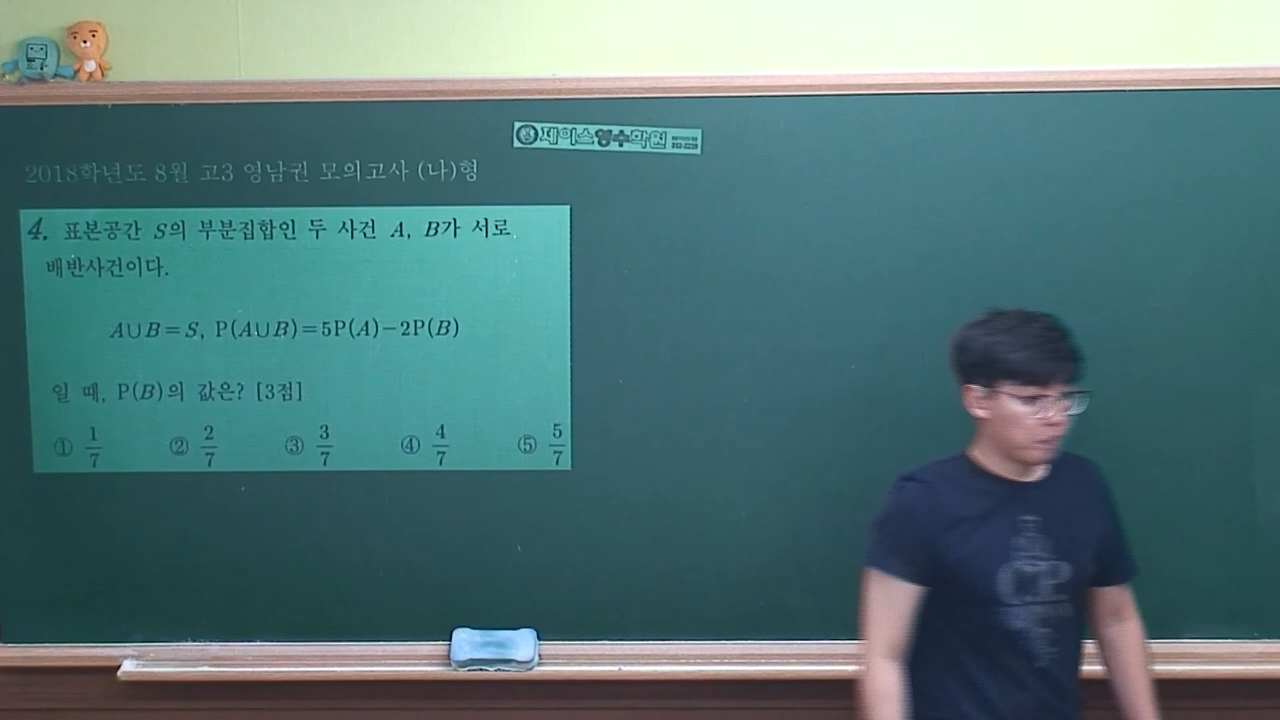 제이스영수학원
2018학년도 8월 고3 영남권 모의고사 (나)형
4. 표본공간 S의 부분집합인 두 사건 A, B가 서로
배반사건이다.
A∪B=S, P(A∪B)=5P(A)−2P(B)
일 때, P(B)의 값은? [3점]
① 1/7 ② 2/7 ③ 3/7 ④ 4/7 ⑤ 5/7